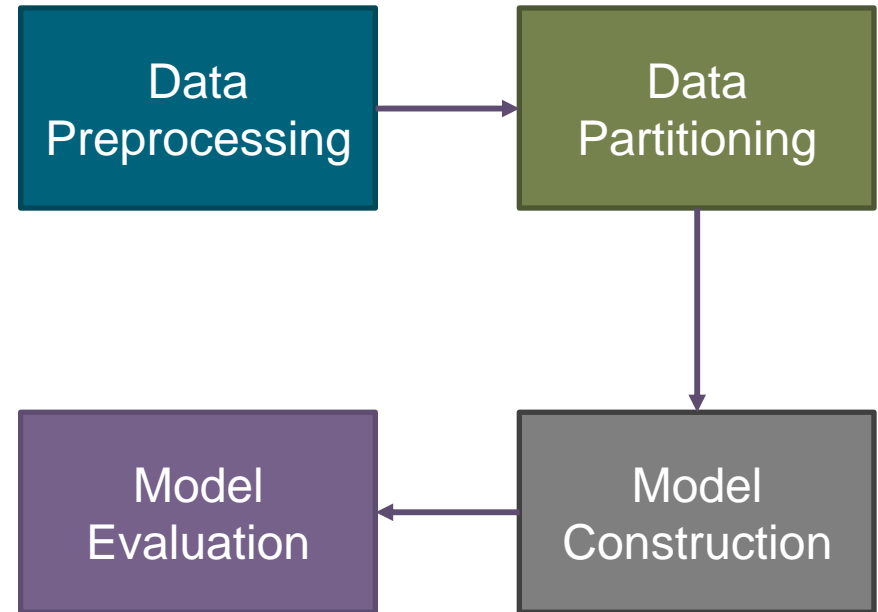 Data
Preprocessing
Data
Partitioning
Model
Evaluation
Model
Construction